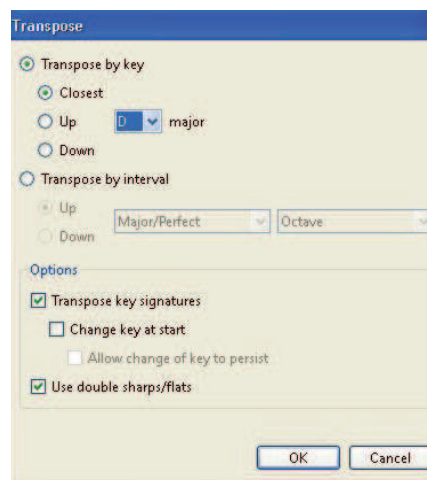 Transpose
Transpose by key
Closest
Up D major
Down
Transpose by interval
Up
Major/Perfect Octave
Down
Options
Transpose key signatures
Change key at start
Allow change of key to persist
Use double sharps/flats
OK Cancel